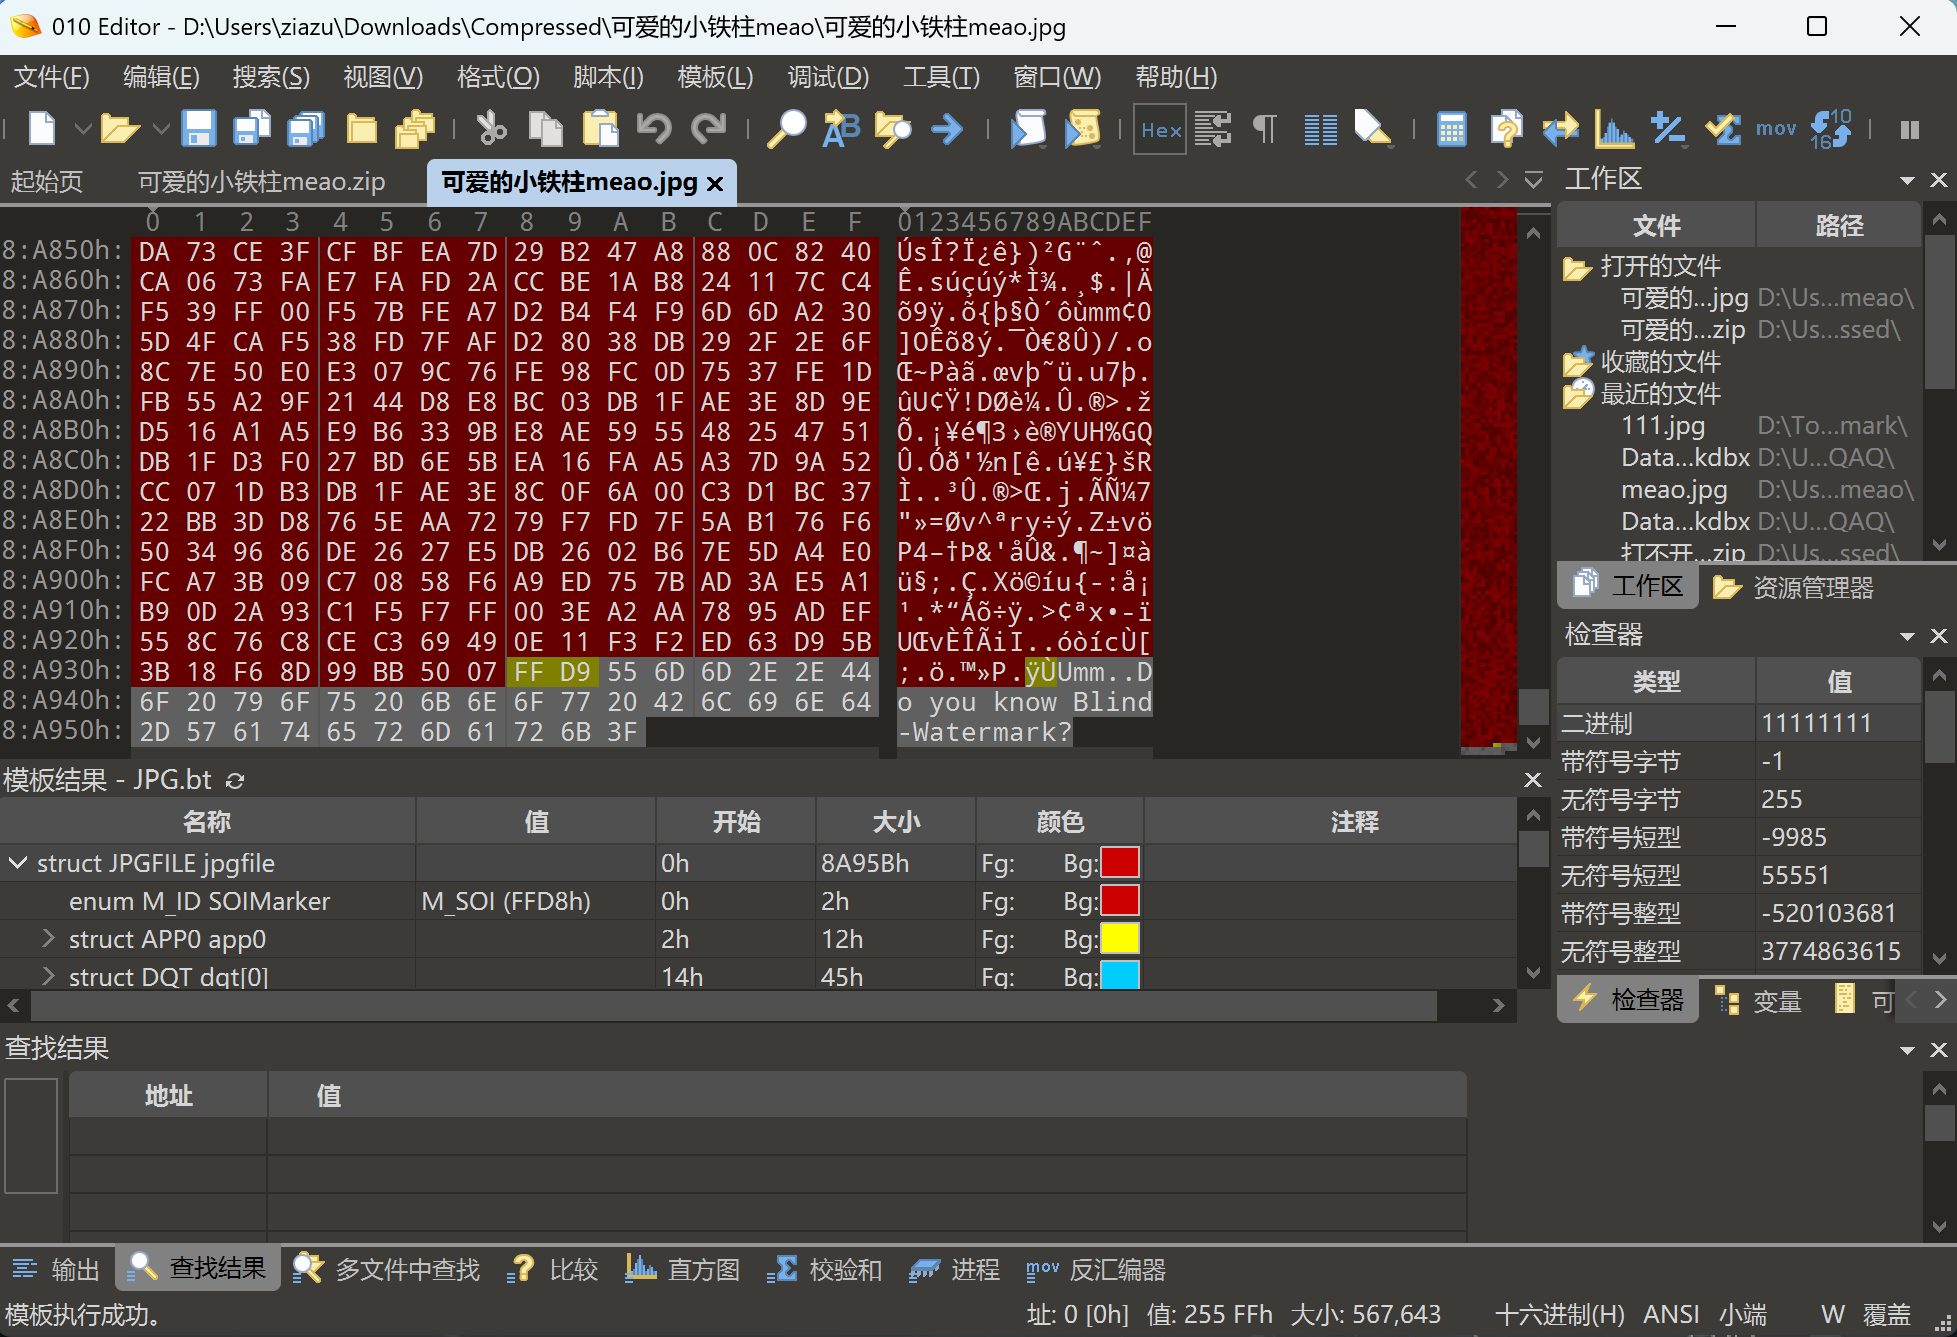 010 Editor - D:\Users\ziazu\Downloads\Compressed\可爱的小铁柱meao\可爱的小铁柱meao.jpg
文件(F) 编辑(E) 搜索(S) 视图(V) 格式(O) 脚本(I) 模板(L) 调试(D) 工具(T) 窗口(W) 帮助(H)
Hex mov
起始页 可爱的小铁柱meao.zip 可爱的小铁柱meao.jpg
0 1 2 3 4 5 6 7 8 9 A B C D E F 0123456789ABCDEF
8:A850h: DA 73 CE 3F CF BF EA 7D 29 B2 47 A8 88 0C 82 40 ÚsÎ?Ï¿ê})²G¨ˆ.‚@
8:A860h: CA 06 73 FA E7 FA FD 2A CC BE 1A B8 24 11 7C C4 Ê.súçúý*Ì¾.¸$.|Ä
8:A870h: F5 39 FF 00 F5 7B FE A7 D2 B4 F4 F9 6D 6D A2 30 õ9ÿ.õ{þ§Ò´ôùmm¢0
8:A880h: 5D 4F CA F5 38 FD 7F AF D2 80 38 DB 29 2F 2E 6F ]OÊõ8ý.¯Ò€8Û)/.o
8:A890h: 8C 7E 50 E0 E3 07 9C 76 FE 98 FC 0D 75 37 FE 1D Œ~Pàã.œvþ˜ü.u7þ.
8:A8A0h: FB 55 A2 9F 21 44 D8 E8 BC 03 DB 1F AE 3E 8D 9E ûU¢Ÿ!DØè¼.Û.®>.ž
8:A8B0h: D5 16 A1 A5 E9 B6 33 9B E8 AE 59 55 48 25 47 51 Õ.¡¥é¶3›è®YUH%GQ
8:A8C0h: DB 1F D3 F0 27 BD 6E 5B EA 16 FA A5 A3 7D 9A 52 Û.Óð'½n[ê.ú¥£}šR
8:A8D0h: CC 07 1D B3 DB 1F AE 3E 8C 0F 6A 00 C3 D1 BC 37 Ì..³Û.®>Œ.j.ÃÑ¼7
8:A8E0h: 22 BB 3D D8 76 5E AA 72 79 F7 FD 7F 5A B1 76 F6 "»=Øv^ªry÷ý.Z±vö
8:A8F0h: 50 34 96 86 DE 26 27 E5 DB 26 02 B6 7E 5D A4 E0 P4–†Þ&'åÛ&.¶~]¤à
8:A900h: FC A7 3B 09 C7 08 58 F6 A9 ED 75 7B AD 3A E5 A1 ü§;.Ç.Xö©íu{-:å¡
8:A910h: B9 0D 2A 93 C1 F5 F7 FF 00 3E A2 AA 78 95 AD EF ¹.*“Áõ÷ÿ.>¢ªx•-ï
8:A920h: 55 8C 76 C8 CE C3 69 49 0E 11 F3 F2 ED 63 D9 5B UŒvÈÎÃiI..óòícÙ[
8:A930h: 3B 18 F6 8D 99 BB 50 07 FF D9 55 6D 6D 2E 2E 44 ;.ö.™»P.ÿÙUmm..D
8:A940h: 6F 20 79 6F 75 20 6B 6E 6F 77 20 42 6C 69 6E 64 o you know Blind
8:A950h: 2D 57 61 74 65 72 6D 61 72 6B 3F -Watermark?
模板结果 - JPG.bt
名称 值 开始 大小 颜色 注释
struct JPGFILE jpgfile 0h 8A95Bh Fg: Bg:
enum M_ID SOIMarker M_SOI (FFD8h) 0h 2h Fg: Bg:
struct APP0 app0 2h 12h Fg: Bg:
struct DQT dqt[0] 14h 45h Fg: Bg:
查找结果
地址 值
工作区
文件 路径
打开的文件
可爱的...jpg D:\Us...meao\
可爱的...zip D:\Us...ssed\
收藏的文件
最近的文件
111.jpg D:\To...mark\
Data...kdbx D:\U...QAQ\
meao.jpg D:\Us...meao\
Data...kdbx D:\U...QAQ\
打不开...zip D:\Us...ssed\
工作区 资源管理器
检查器
类型 值
二进制 11111111
带符号字节 -1
无符号字节 255
带符号短型 -9985
无符号短型 55551
带符号整型 -520103681
无符号整型 3774863615
检查器 变量 可
输出 查找结果 多文件中查找 比较 直方图 校验和 进程 mov 反汇编器
模板执行成功。 址: 0 [0h] 值: 255 FFh 大小: 567,643 十六进制(H) ANSI 小端 W 覆盖